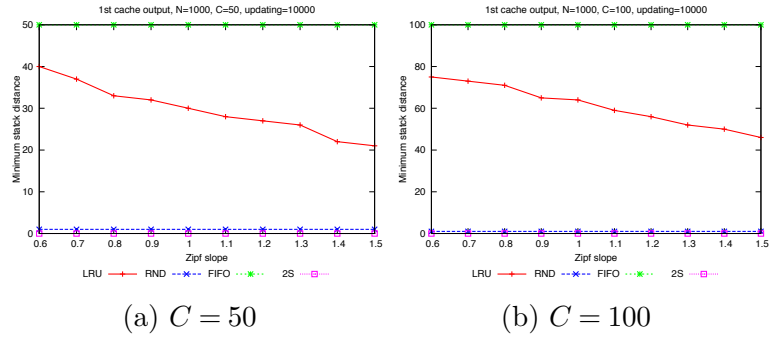 1st cache output, N=1000, C=50, updating=10000
Minimum statck distance
50
40
30
20
10
0
0.6 0.7 0.8 0.9 1 1.1 1.2 1.3 1.4 1.5
Zipf slope
LRU RND FIFO 2S
(a) C = 50
1st cache output, N=1000, C=100, updating=10000
Minimum statck distance
100
80
60
40
20
0
0.6 0.7 0.8 0.9 1 1.1 1.2 1.3 1.4 1.5
Zipf slope
LRU RND FIFO 2S
(b) C = 100